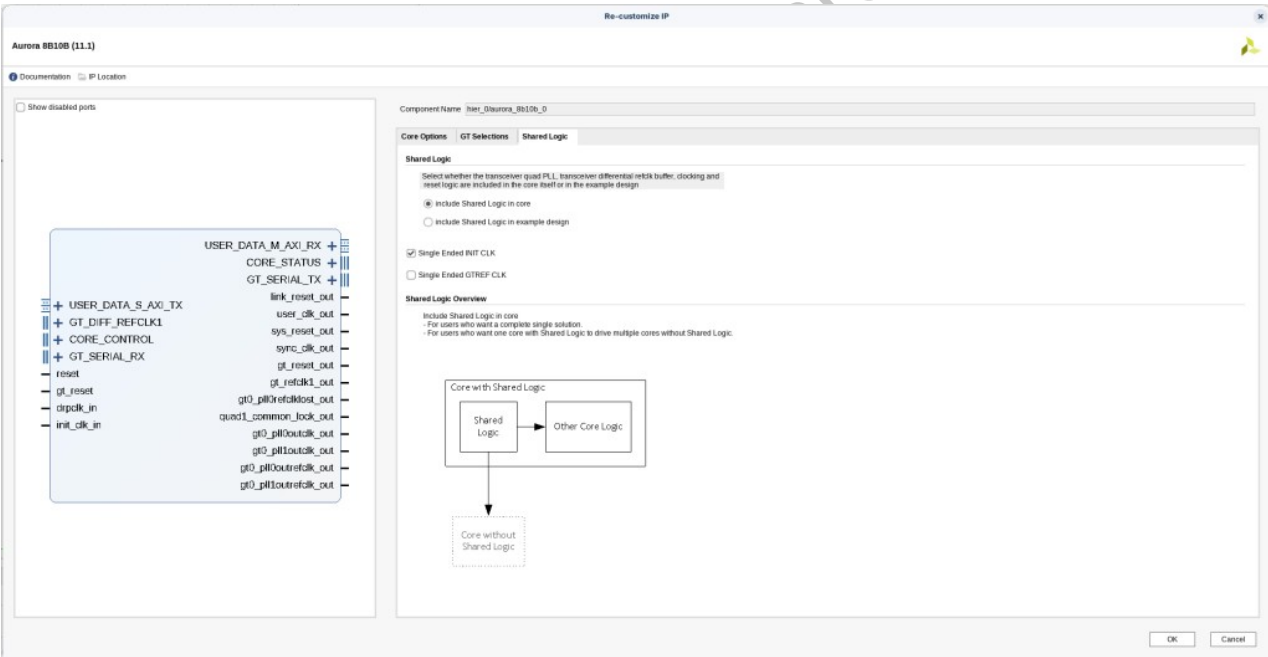 Re-customize IP
Aurora 8B10B (11.1)
Documentation IP Location
Show disabled ports
USER_DATA_M_AXI_RX
CORE_STATUS
GT_SERIAL_TX
link_reset_out
user_clk_out
sys_reset_out
sync_clk_out
gt_reset_out
gt_refclk1_out
gt0_pll0refclklost_out
quad1_common_lock_out
gt0_pll0outclk_out
gt0_pll1outclk_out
gt0_pll0outrefclk_out
gt0_pll1outrefclk_out
USER_DATA_S_AXI_TX
GT_DIFF_REFCLK1
CORE_CONTROL
GT_SERIAL_RX
reset
gt_reset
drpclk_in
init_clk_in
Component Name hier_0/aurora_8b10b_0
Core Options GT Selections Shared Logic
Shared Logic
Select whether the transceiver quad PLL, transceiver differential refclk buffer, clocking and
reset logic are included in the core itself or in the example design
include Shared Logic in core
include Shared Logic in example design
Single Ended INIT CLK
Single Ended GTREF CLK
Shared Logic Overview
Include Shared Logic in core
- For users who want a complete single solution.
- For users who want one core with Shared Logic to drive multiple cores without Shared Logic.
Core with Shared Logic
Shared
Logic
Other Core Logic
Core without
Shared Logic
OK Cancel